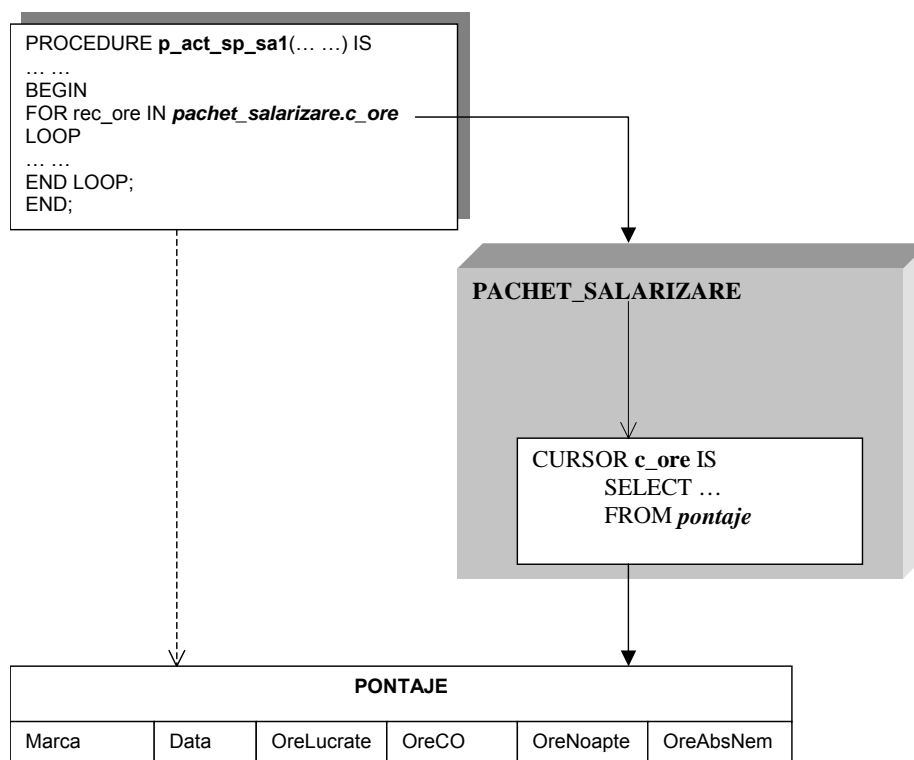 PROCEDURE p_act_sp_sa1(… …) IS
… …
BEGIN
FOR rec_ore IN pachet_salarizare.c_ore
LOOP
… …
END LOOP;
END;
PACHET_SALARIZARE
CURSOR c_ore IS
SELECT …
FROM pontaje
PONTAJE
Marca Data OreLucrate OreCO OreNoapte OreAbsNem